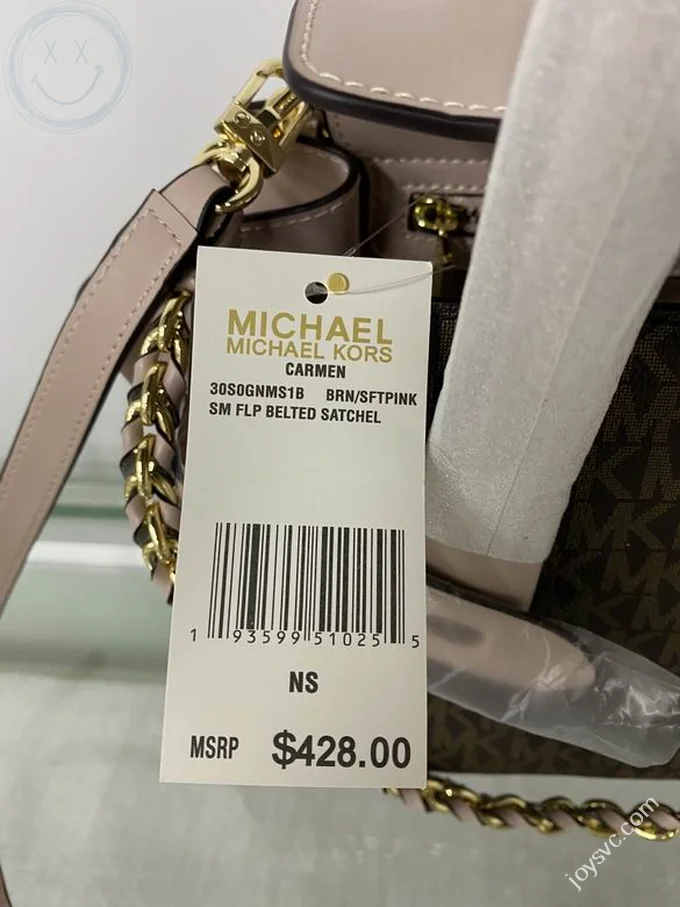 MICHAEL
MICHAEL KORS
CARMEN
30S0GNMS1B BRN/SFTPINK
SM FLP BELTED SATCHEL
1 93599 51025 5
NS
MSRP $428.00
joysvc.com